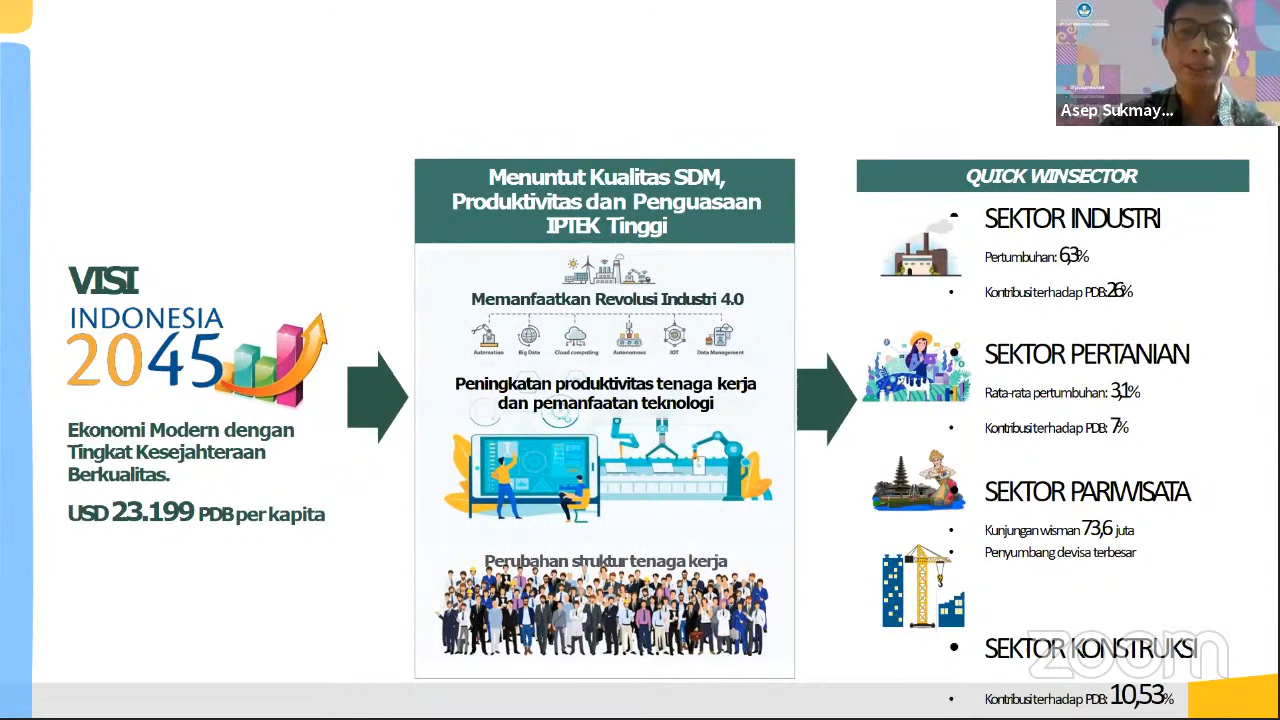 Asep Sukmay...
VISI
INDONESIA
2045
Ekonomi Modern dengan
Tingkat Kesejahteraan
Berkualitas.
USD 23.199 PDB per kapita
Menuntut Kualitas SDM,
Produktivitas dan Penguasaan
IPTEK Tinggi
Memanfaatkan Revolusi Industri 4.0
Automation Big Data Cloud computing Autonomous IOT Data Management
Peningkatan produktivitas tenaga kerja
dan pemanfaatan teknologi
Perubahan struktur tenaga kerja
QUICK WINSECTOR
• SEKTOR INDUSTRI
Pertumbuhan: 6,3%
• Kontribusi terhadap PDB: 26%
• SEKTOR PERTANIAN
Rata-rata pertumbuhan: 3,1%
• Kontribusi terhadap PDB: 7%
• SEKTOR PARIWISATA
• Kunjungan wisman 73,6 juta
• Penyumbang devisa terbesar
• SEKTOR KONSTRUKSI
• Kontribusi terhadap PDB: 10,53%
zoom